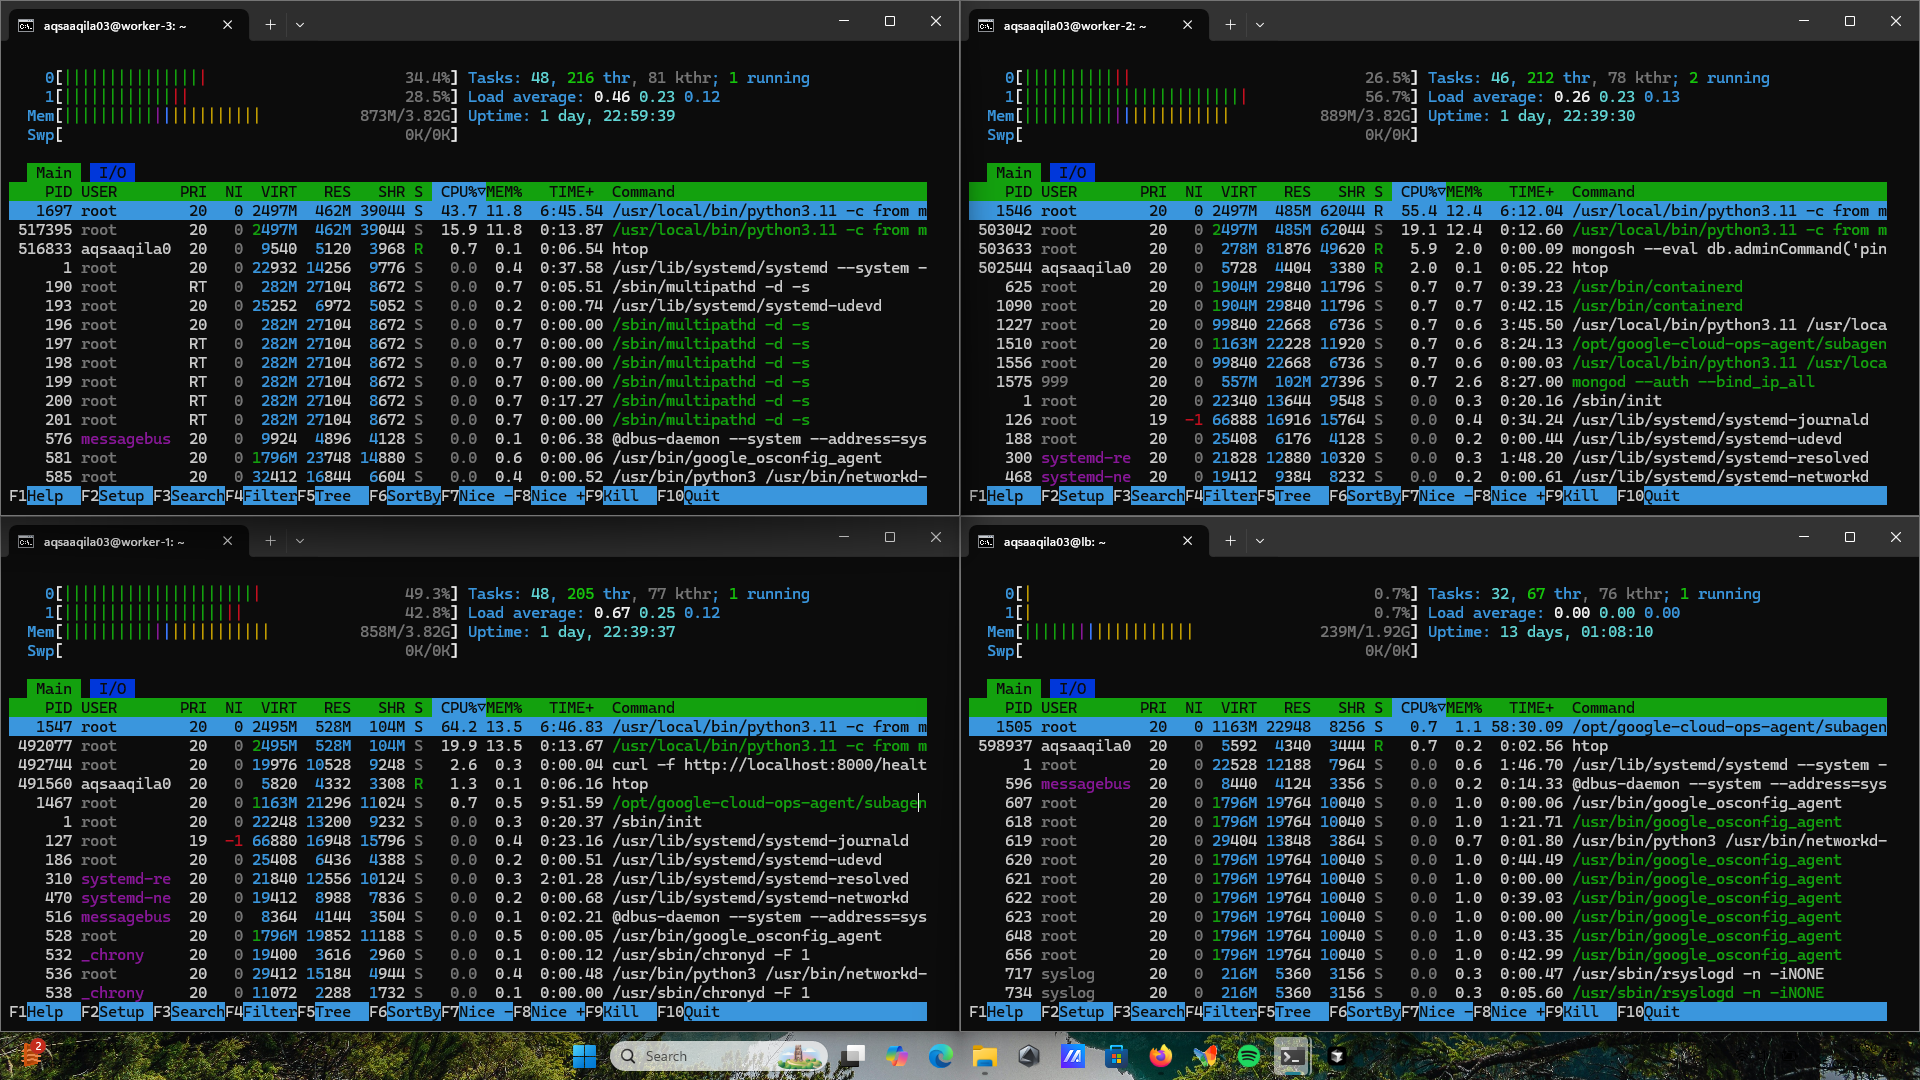 aqsaaqila03@worker-3: ~
0[ 34.4%] Tasks: 48, 216 thr, 81 kthr; 1 running
1[ 28.5%] Load average: 0.46 0.23 0.12
Mem[ 873M/3.82G] Uptime: 1 day, 22:59:39
Swp[ 0K/0K]
Main I/O
PID USER PRI NI VIRT RES SHR S CPU%▽MEM% TIME+ Command
1697 root 20 0 2497M 462M 39044 S 43.7 11.8 6:45.54 /usr/local/bin/python3.11 -c from m
517395 root 20 0 2497M 462M 39044 S 15.9 11.8 0:13.87 /usr/local/bin/python3.11 -c from m
516833 aqsaaqila0 20 0 9540 5120 3968 R 0.7 0.1 0:06.54 htop
1 root 20 0 22932 14256 9776 S 0.0 0.4 0:37.58 /usr/lib/systemd/systemd --system -
190 root RT 0 282M 27104 8672 S 0.0 0.7 0:05.51 /sbin/multipathd -d -s
193 root 20 0 25252 6972 5052 S 0.0 0.2 0:00.74 /usr/lib/systemd/systemd-udevd
196 root 20 0 282M 27104 8672 S 0.0 0.7 0:00.00 /sbin/multipathd -d -s
197 root RT 0 282M 27104 8672 S 0.0 0.7 0:00.00 /sbin/multipathd -d -s
198 root RT 0 282M 27104 8672 S 0.0 0.7 0:00.00 /sbin/multipathd -d -s
199 root RT 0 282M 27104 8672 S 0.0 0.7 0:00.00 /sbin/multipathd -d -s
200 root RT 0 282M 27104 8672 S 0.0 0.7 0:17.27 /sbin/multipathd -d -s
201 root RT 0 282M 27104 8672 S 0.0 0.7 0:00.00 /sbin/multipathd -d -s
576 messagebus 20 0 9924 4896 4128 S 0.0 0.1 0:06.38 @dbus-daemon --system --address=sys
581 root 20 0 1796M 23748 14880 S 0.0 0.6 0:00.06 /usr/bin/google_osconfig_agent
585 root 20 0 32412 16844 6604 S 0.0 0.4 0:00.52 /usr/bin/python3 /usr/bin/networkd-
F1Help F2Setup F3SearchF4FilterF5Tree F6SortByF7Nice -F8Nice +F9Kill F10Quit
aqsaaqila03@worker-2: ~
0[ 26.5%] Tasks: 46, 212 thr, 78 kthr; 2 running
1[ 56.7%] Load average: 0.26 0.23 0.13
Mem[ 889M/3.82G] Uptime: 1 day, 22:39:30
Swp[ 0K/0K]
Main I/O
PID USER PRI NI VIRT RES SHR S CPU%▽MEM% TIME+ Command
1546 root 20 0 2497M 485M 62044 R 55.4 12.4 6:12.04 /usr/local/bin/python3.11 -c from m
503042 root 20 0 2497M 485M 62044 S 19.1 12.4 0:12.60 /usr/local/bin/python3.11 -c from m
503633 root 20 0 278M 81876 49620 R 5.9 2.0 0:00.09 mongosh --eval db.adminCommand('pin
502544 aqsaaqila0 20 0 5728 4404 3380 R 2.0 0.1 0:05.22 htop
625 root 20 0 1904M 29840 11796 S 0.7 0.7 0:39.23 /usr/bin/containerd
1090 root 20 0 1904M 29840 11796 S 0.7 0.7 0:42.15 /usr/bin/containerd
1227 root 20 0 99840 22668 6736 S 0.7 0.6 3:45.50 /usr/local/bin/python3.11 /usr/loca
1510 root 20 0 1163M 22228 11920 S 0.7 0.6 8:24.13 /opt/google-cloud-ops-agent/subagen
1556 root 20 0 99840 22668 6736 S 0.7 0.6 0:00.03 /usr/local/bin/python3.11 /usr/loca
1575 999 20 0 557M 102M 27396 S 0.7 2.6 8:27.00 mongod --auth --bind_ip_all
1 root 20 0 22340 13644 9548 S 0.0 0.3 0:20.16 /sbin/init
126 root 19 -1 66888 16916 15764 S 0.0 0.4 0:34.24 /usr/lib/systemd/systemd-journald
188 root 20 0 25408 6176 4128 S 0.0 0.2 0:00.44 /usr/lib/systemd/systemd-udevd
300 systemd-re 20 0 21828 12880 10320 S 0.0 0.3 1:48.20 /usr/lib/systemd/systemd-resolved
468 systemd-ne 20 0 19412 9384 8232 S 0.0 0.2 0:00.61 /usr/lib/systemd/systemd-networkd
F1Help F2Setup F3SearchF4FilterF5Tree F6SortByF7Nice -F8Nice +F9Kill F10Quit
aqsaaqila03@worker-1: ~
0[ 49.3%] Tasks: 48, 205 thr, 77 kthr; 1 running
1[ 42.8%] Load average: 0.67 0.25 0.12
Mem[ 858M/3.82G] Uptime: 1 day, 22:39:37
Swp[ 0K/0K]
Main I/O
PID USER PRI NI VIRT RES SHR S CPU%▽MEM% TIME+ Command
1547 root 20 0 2495M 528M 104M S 64.2 13.5 6:46.83 /usr/local/bin/python3.11 -c from m
492077 root 20 0 2495M 528M 104M S 19.9 13.5 0:13.67 /usr/local/bin/python3.11 -c from m
492744 root 20 0 19976 10528 9248 S 2.6 0.3 0:00.04 curl -f http://localhost:8000/healt
491560 aqsaaqila0 20 0 5820 4332 3308 R 1.3 0.1 0:06.16 htop
1467 root 20 0 1163M 21296 11024 S 0.7 0.5 9:51.59 /opt/google-cloud-ops-agent/subagen
1 root 20 0 22248 13200 9232 S 0.0 0.3 0:20.37 /sbin/init
127 root 19 -1 66880 16948 15796 S 0.0 0.4 0:23.16 /usr/lib/systemd/systemd-journald
186 root 20 0 25408 6436 4388 S 0.0 0.2 0:00.51 /usr/lib/systemd/systemd-udevd
310 systemd-re 20 0 21840 12556 10124 S 0.0 0.3 2:01.28 /usr/lib/systemd/systemd-resolved
470 systemd-ne 20 0 19412 8988 7836 S 0.0 0.2 0:00.68 /usr/lib/systemd/systemd-networkd
516 messagebus 20 0 8364 4144 3504 S 0.0 0.1 0:02.21 @dbus-daemon --system --address=sys
528 root 20 0 1796M 19852 11188 S 0.0 0.5 0:00.05 /usr/bin/google_osconfig_agent
532 _chrony 20 0 19400 3616 2960 S 0.0 0.1 0:00.12 /usr/sbin/chronyd -F 1
536 root 20 0 29412 15184 4944 S 0.0 0.4 0:00.48 /usr/bin/python3 /usr/bin/networkd-
538 _chrony 20 0 11072 2288 1732 S 0.0 0.1 0:00.00 /usr/sbin/chronyd -F 1
F1Help F2Setup F3SearchF4FilterF5Tree F6SortByF7Nice -F8Nice +F9Kill F10Quit
aqsaaqila03@lb: ~
0[ 0.7%] Tasks: 32, 67 thr, 76 kthr; 1 running
1[ 0.7%] Load average: 0.00 0.00 0.00
Mem[ 239M/1.92G] Uptime: 13 days, 01:08:10
Swp[ 0K/0K]
Main I/O
PID USER PRI NI VIRT RES SHR S CPU%▽MEM% TIME+ Command
1505 root 20 0 1163M 22948 8256 S 0.7 1.1 58:30.09 /opt/google-cloud-ops-agent/subagen
598937 aqsaaqila0 20 0 5592 4340 3444 R 0.7 0.2 0:02.56 htop
1 root 20 0 22528 12188 7964 S 0.0 0.6 1:46.70 /usr/lib/systemd/systemd --system -
596 messagebus 20 0 8440 4124 3356 S 0.0 0.2 0:14.33 @dbus-daemon --system --address=sys
607 root 20 0 1796M 19764 10040 S 0.0 1.0 0:00.06 /usr/bin/google_osconfig_agent
618 root 20 0 1796M 19764 10040 S 0.0 1.0 1:21.71 /usr/bin/google_osconfig_agent
619 root 20 0 29404 13848 3864 S 0.0 0.7 0:01.80 /usr/bin/python3 /usr/bin/networkd-
620 root 20 0 1796M 19764 10040 S 0.0 1.0 0:44.49 /usr/bin/google_osconfig_agent
621 root 20 0 1796M 19764 10040 S 0.0 1.0 0:00.00 /usr/bin/google_osconfig_agent
622 root 20 0 1796M 19764 10040 S 0.0 1.0 0:39.03 /usr/bin/google_osconfig_agent
623 root 20 0 1796M 19764 10040 S 0.0 1.0 0:00.00 /usr/bin/google_osconfig_agent
648 root 20 0 1796M 19764 10040 S 0.0 1.0 0:43.35 /usr/bin/google_osconfig_agent
656 root 20 0 1796M 19764 10040 S 0.0 1.0 0:42.99 /usr/bin/google_osconfig_agent
717 syslog 20 0 216M 5360 3156 S 0.0 0.3 0:00.47 /usr/sbin/rsyslogd -n -iNONE
734 syslog 20 0 216M 5360 3156 S 0.0 0.3 0:05.60 /usr/sbin/rsyslogd -n -iNONE
F1Help F2Setup F3SearchF4FilterF5Tree F6SortByF7Nice -F8Nice +F9Kill F10Quit
2
Search